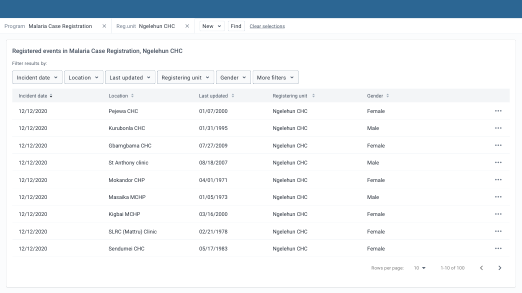 Program Malaria Case Registration Reg.unit Ngelehun CHC New Find Clear selections
Registered events in Malaria Case Registration, Ngelehun CHC
Filter results by:
Incident date Location Last updated Registering unit Gender More filters
Incident date Location Last updated Registering unit Gender
12/12/2020 Pejewa CHC 01/07/2000 Ngelehun CHC Female
12/12/2020 Kurubonla CHC 01/31/1995 Ngelehun CHC Male
12/12/2020 Gbamgbama CHC 07/27/2009 Ngelehun CHC Female
12/12/2020 St Anthony clinic 08/18/2007 Ngelehun CHC Male
12/12/2020 Mokandor CHP 04/01/1971 Ngelehun CHC Female
12/12/2020 Masaika MCHP 01/05/1973 Ngelehun CHC Male
12/12/2020 Kigbai MCHP 03/16/2000 Ngelehun CHC Female
12/12/2020 SLRC (Mattru) Clinic 02/21/1978 Ngelehun CHC Female
12/12/2020 Sendumei CHC 05/17/1983 Ngelehun CHC Female
Rows per page: 10 1-10 of 100